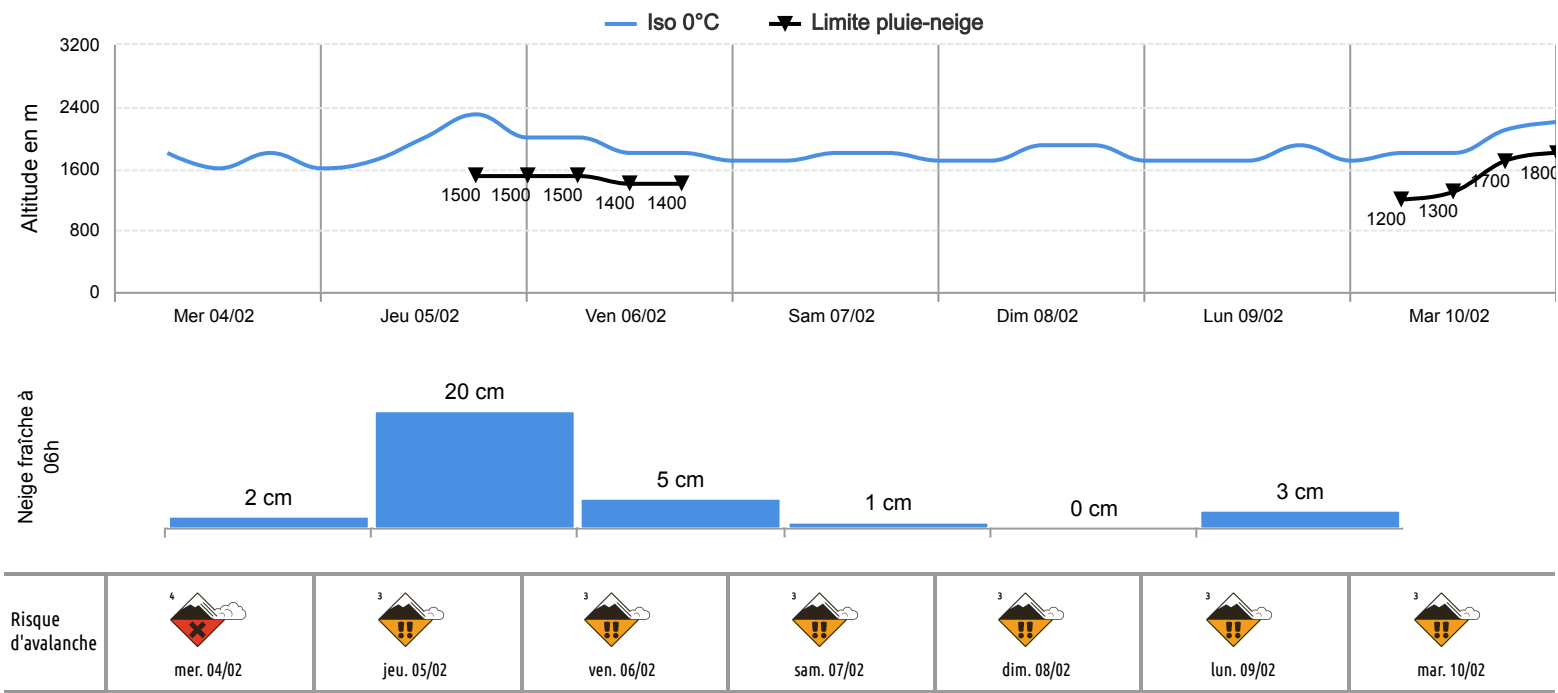 Iso 0°C Limite pluie-neige
3200
2400
1600
800
0
Altitude en m
1500 1500 1500 1400 1400 1200 1300 1700 1800
Mer 04/02 Jeu 05/02 Ven 06/02 Sam 07/02 Dim 08/02 Lun 09/02 Mar 10/02
Neige fraîche à
06h
2 cm 20 cm 5 cm 1 cm 0 cm 3 cm
Risque
d'avalanche
4 3 3 3 3 3 3
!! !! !! !! !! !!
mer. 04/02 jeu. 05/02 ven. 06/02 sam. 07/02 dim. 08/02 lun. 09/02 mar. 10/02